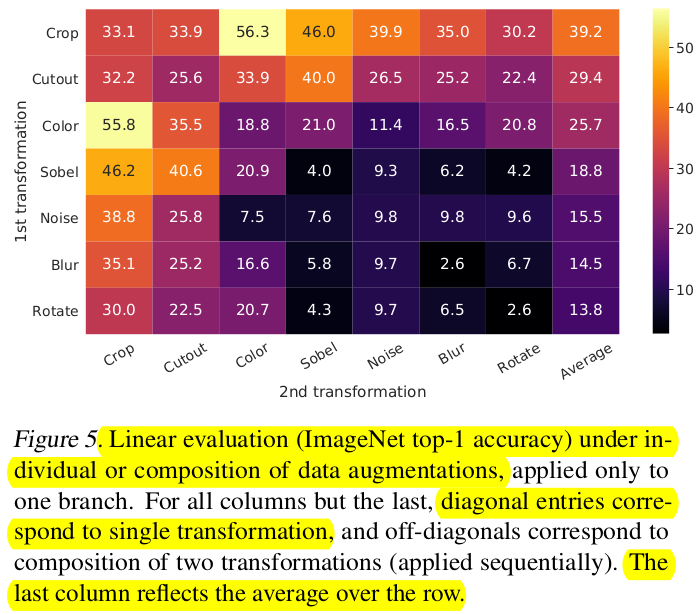 Crop 33.1 33.9 56.3 46.0 39.9 35.0 30.2 39.2
Cutout 32.2 25.6 33.9 40.0 26.5 25.2 22.4 29.4
Color 55.8 35.5 18.8 21.0 11.4 16.5 20.8 25.7
Sobel 46.2 40.6 20.9 4.0 9.3 6.2 4.2 18.8
Noise 38.8 25.8 7.5 7.6 9.8 9.8 9.6 15.5
Blur 35.1 25.2 16.6 5.8 9.7 2.6 6.7 14.5
Rotate 30.0 22.5 20.7 4.3 9.7 6.5 2.6 13.8
Crop Cutout Color Sobel Noise Blur Rotate Average
1st transformation
2nd transformation
50
40
30
20
10
Figure 5. Linear evaluation (ImageNet top-1 accuracy) under in-
dividual or composition of data augmentations, applied only to
one branch. For all columns but the last, diagonal entries corre-
spond to single transformation, and off-diagonals correspond to
composition of two transformations (applied sequentially). The
last column reflects the average over the row.